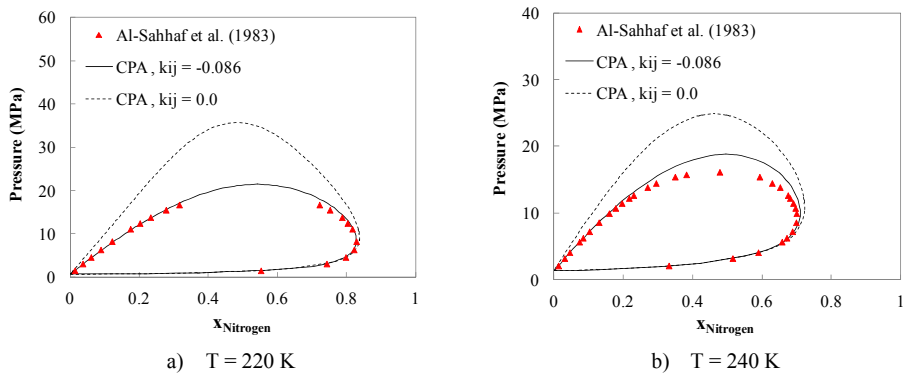 60
50
40
30
20
10
0
Pressure (MPa)
▲ Al-Sahhaf et al. (1983)
CPA , kij = -0.086
CPA , kij = 0.0
0 0.2 0.4 0.6 0.8 1
xNitrogen
a) T = 220 K
40
30
20
10
0
Pressure (MPa)
▲ Al-Sahhaf et al. (1983)
CPA , kij = -0.086
CPA , kij = 0.0
0 0.2 0.4 0.6 0.8 1
xNitrogen
b) T = 240 K